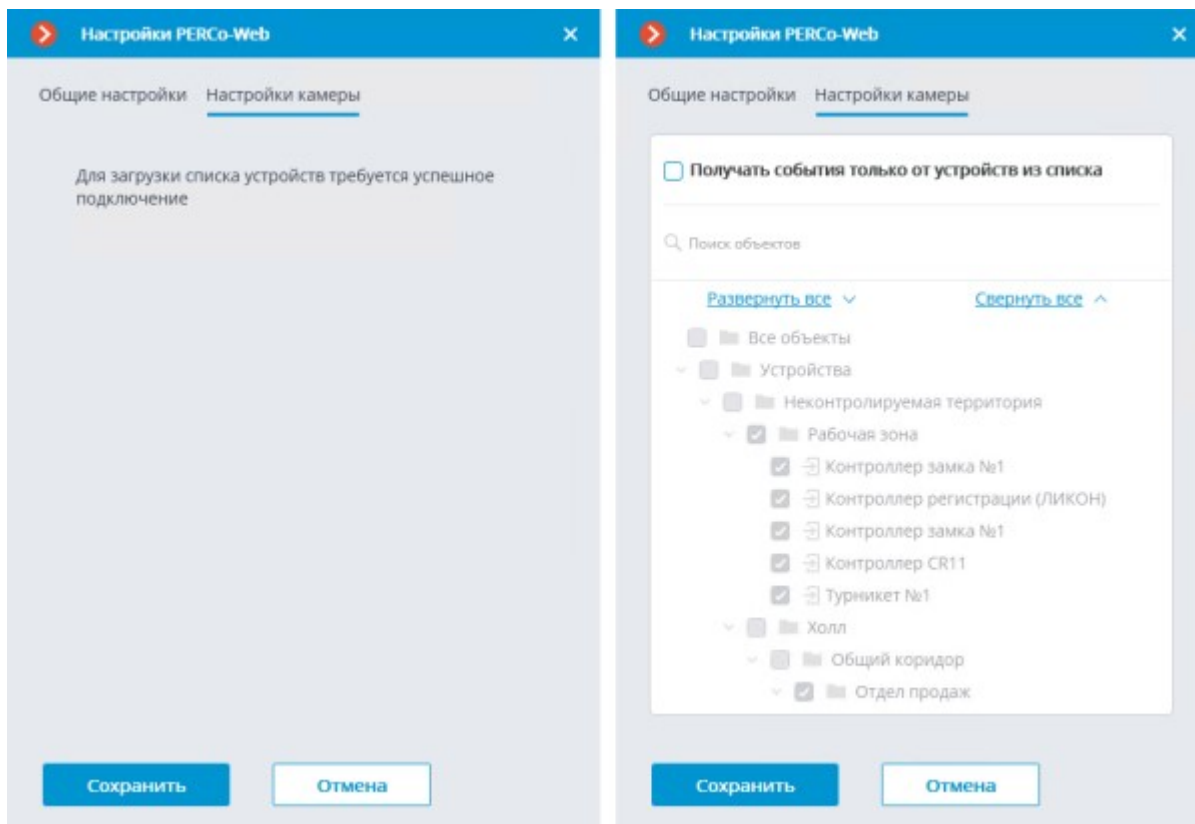 Настройки PERCo-Web
Общие настройки Настройки камеры
Для загрузки списка устройств требуется успешное
подключение
Сохранить Отмена
Настройки PERCo-Web
Общие настройки Настройки камеры
Получать события только от устройств из списка
Поиск объектов
Развернуть все Свернуть все
Все объекты
Устройства
Неконтролируемая территория
Рабочая зона
Контроллер замка №1
Контроллер регистрации (ЛИКОН)
Контроллер замка №1
Контроллер CR11
Турникет №1
Холл
Общий коридор
Отдел продаж
Сохранить Отмена